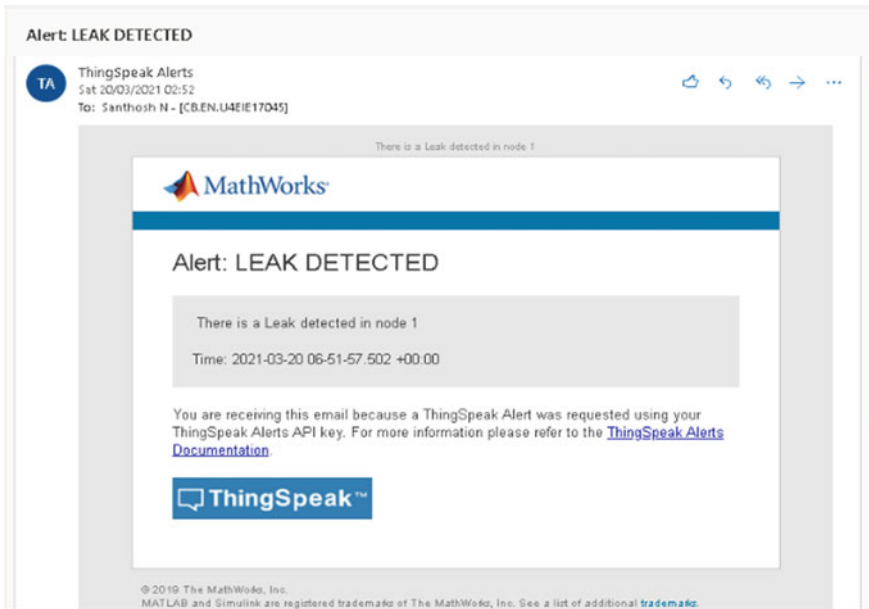 Alert: LEAK DETECTED
TA
ThingSpeak Alerts
Sat 20/03/2021 02:52
To: Santhosh N - [CB.EN.U4EIE17045]
There is a Leak detected in node 1
MathWorks®
Alert: LEAK DETECTED
There is a Leak detected in node 1
Time: 2021-03-20 06-51-57.502 +00:00
You are receiving this email because a ThingSpeak Alert was requested using your
ThingSpeak Alerts API key. For more information please refer to the ThingSpeak Alerts
Documentation.
ThingSpeak™
© 2019 The MathWorks, Inc.
MATLAB and Simulink are registered trademarks of The MathWorks, Inc. See a list of additional trademarks.